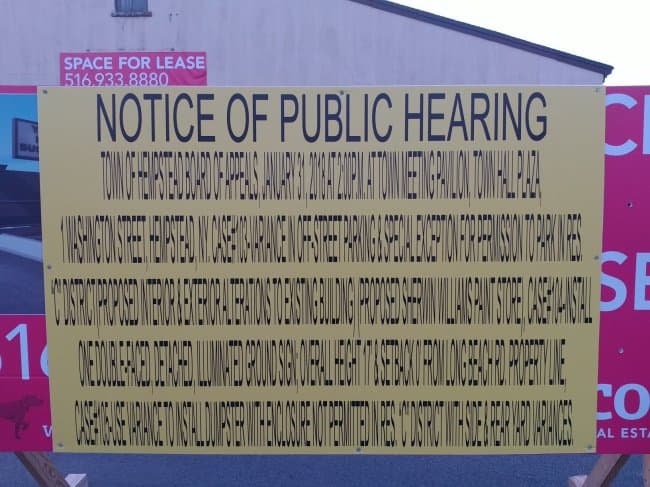 SPACE FOR LEASE
516.933.8880
NOTICE OF PUBLIC HEARING
TOWN OF HEMPSTEAD BOARD OF APPEALS, JANUARY 31, 2018 AT 2:00 P.M. AT TOWN MEETING PAVILION, TOWN HALL PLAZA,
1 WASHINGTON STREET, HEMPSTEAD, NY. CASE#103-VARIANCE IN OFF-STREET PARKING & SPECIAL EXCEPTION FOR PERMISSION TO PARK IN RES.
"C" DISTRICT, PROPOSED INTERIOR & EXTERIOR ALTERATIONS TO EXISTING BUILDING, PROPOSED SHERWIN WILLIAMS PAINT STORE, CASE#104-INSTALL
ONE DOUBLE-FACED, DETACHED, ILLUMINATED GROUND SIGN, OVERALL HEIGHT & SETBACK 0' FROM LONG BEACH RD. PROPERTY LINE,
CASE#105-USE VARIANCE TO INSTALL DUMPSTER WITH ENCLOSURE NOT PERMITTED IN RES. "C" DISTRICT WITH SIDE & REAR YARD VARIANCES.